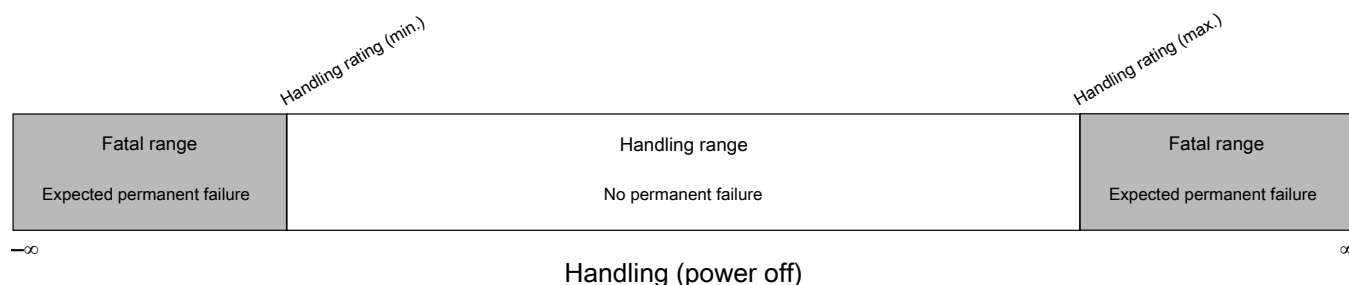 Handling rating (min.)
Handling rating (max.)
Fatal range
Handling range
Fatal range
Expected permanent failure
No permanent failure
Expected permanent failure
–∞
∞
Handling (power off)